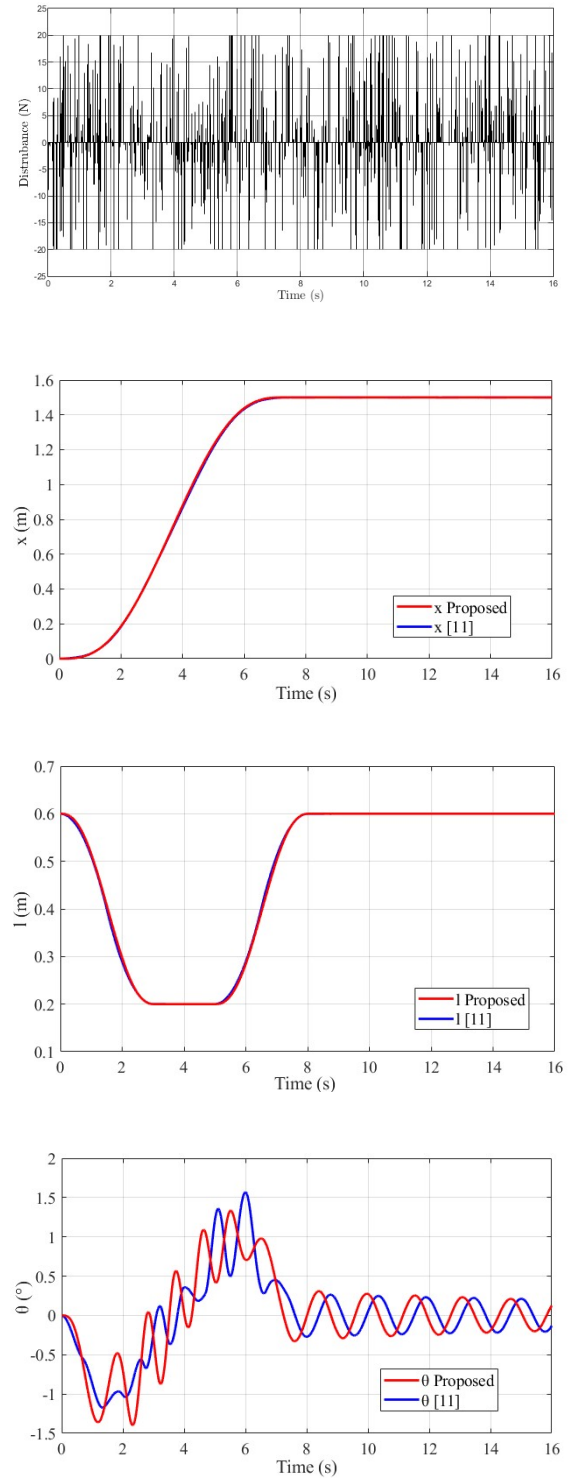 25
20
15
10
5
0
-5
-10
-15
-20
-25
Distrubance (N)
0 2 4 6 8 10 12 14 16
Time (s)
1.6
1.4
1.2
1
0.8
0.6
0.4
0.2
0
x (m)
x Proposed
x [11]
0 2 4 6 8 10 12 14 16
Time (s)
0.7
0.6
0.5
0.4
0.3
0.2
0.1
l (m)
l Proposed
l [11]
0 2 4 6 8 10 12 14 16
Time (s)
2
1.5
1
0.5
0
-0.5
-1
-1.5
θ (°)
θ Proposed
θ [11]
0 2 4 6 8 10 12 14 16
Time (s)